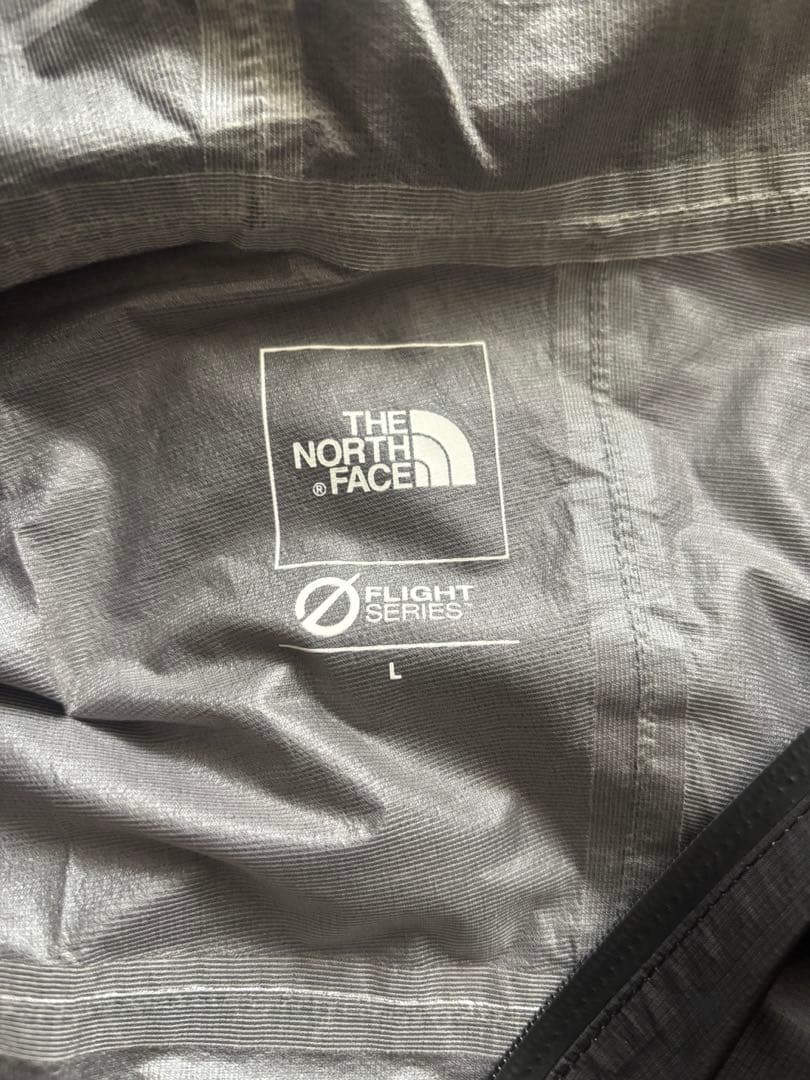 THE
NORTH
® FACE
FLIGHT
SERIES™
L